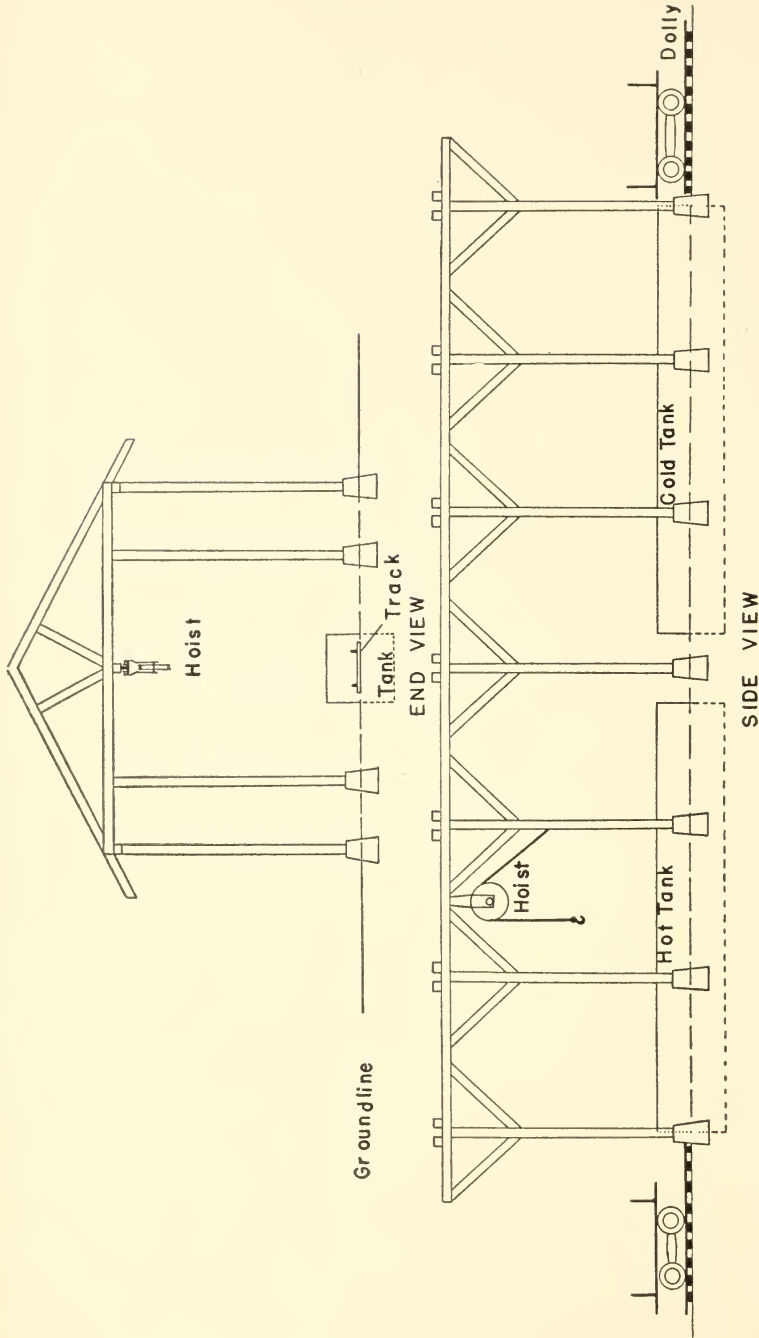 Hoist
Groundline
Tank
Track
END VIEW
Hoist
Hot Tank
Cold Tank
Dolly
SIDE VIEW